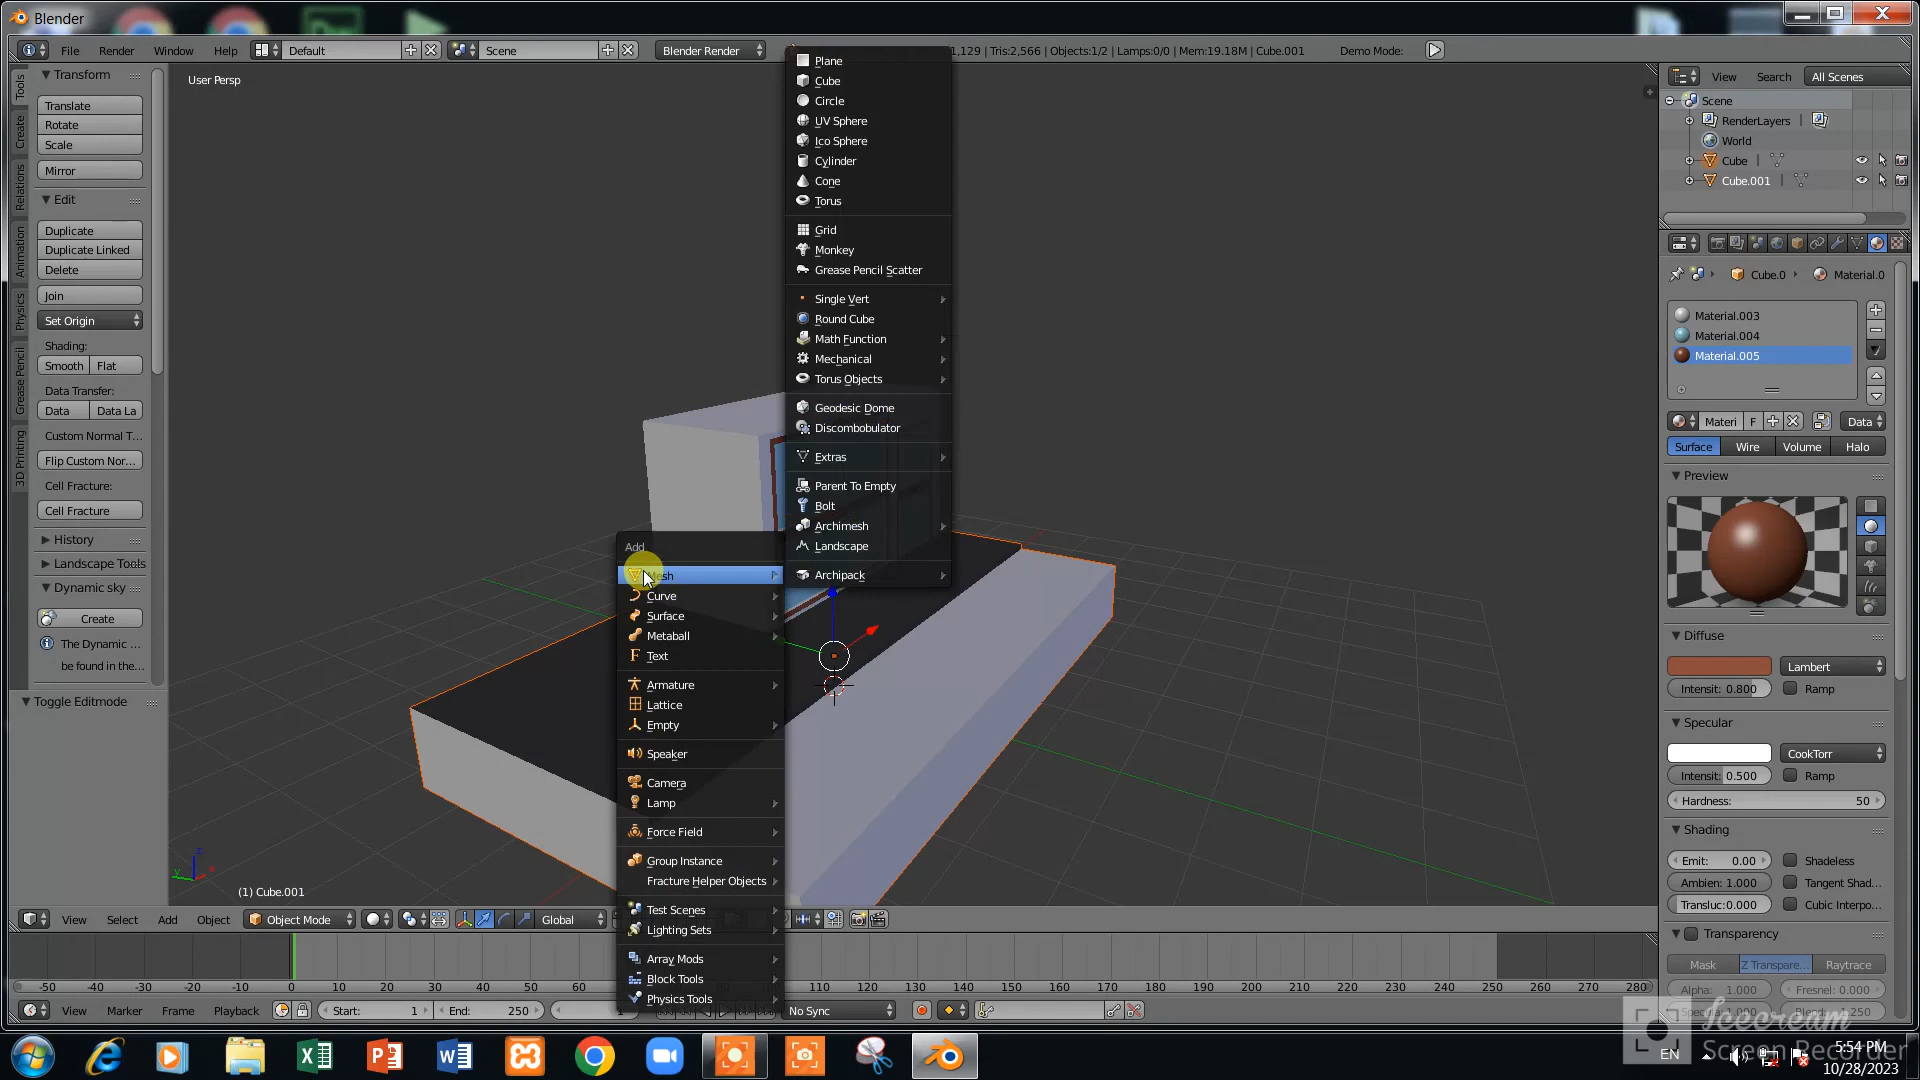 Blender
File Render Window Help Default Scene Blender Render 1,129 | Tris:2,566 | Objects:1/2 | Lamps:0/0 | Mem:19.18M | Cube.001 Demo Mode:
User Persp
Tools
Create
Relations
Animation
Physics
Grease Pencil
3D Printing
Transform
Translate
Rotate
Scale
Mirror
Edit
Duplicate
Duplicate Linked
Delete
Join
Set Origin
Shading:
Smooth Flat
Data Transfer:
Data Data La
Custom Normal T...
Flip Custom Nor...
Cell Fracture:
Cell Fracture
History
Landscape Tools
Dynamic sky
Create
The Dynamic ...
be found in the...
Toggle Editmode
Plane
Cube
Circle
UV Sphere
Ico Sphere
Cylinder
Cone
Torus
Grid
Monkey
Grease Pencil Scatter
Single Vert
Round Cube
Math Function
Mechanical
Torus Objects
Geodesic Dome
Discombobulator
Extras
Parent To Empty
Bolt
Archimesh
Landscape
Archipack
Add
Mesh
Curve
Surface
Metaball
Text
Armature
Lattice
Empty
Speaker
Camera
Lamp
Force Field
Group Instance
Fracture Helper Objects
Test Scenes
Lighting Sets
Array Mods
Block Tools
Physics Tools
(1) Cube.001
View Select Add Object Object Mode Global
-50 -40 -30 -20 -10 0 10 20 30 40 50 60 110 120 130 140 150 160 170 180 190 200 210 220 230 240 250 260 270 280
View Marker Frame Playback Start: 1 End: 250 1 No Sync
View Search All Scenes
Scene
RenderLayers
World
Cube
Cube.001
Cube.0 Material.0
Material.003
Material.004
Material.005
Materi F Data
Surface Wire Volume Halo
Preview
Diffuse
Lambert
Intensit: 0.800 Ramp
Specular
CookTorr
Intensit: 0.500 Ramp
Hardness: 50
Shading
Emit: 0.00 Shadeless
Ambien: 1.000 Tangent Shad...
Transluc:0.000 Cubic Interpo...
Transparency
Mask Z Transpare... Raytrace
Alpha: 1.000 Fresnel: 0.000
Icecream
Screen Recorder
EN 5:54 PM
10/28/2023